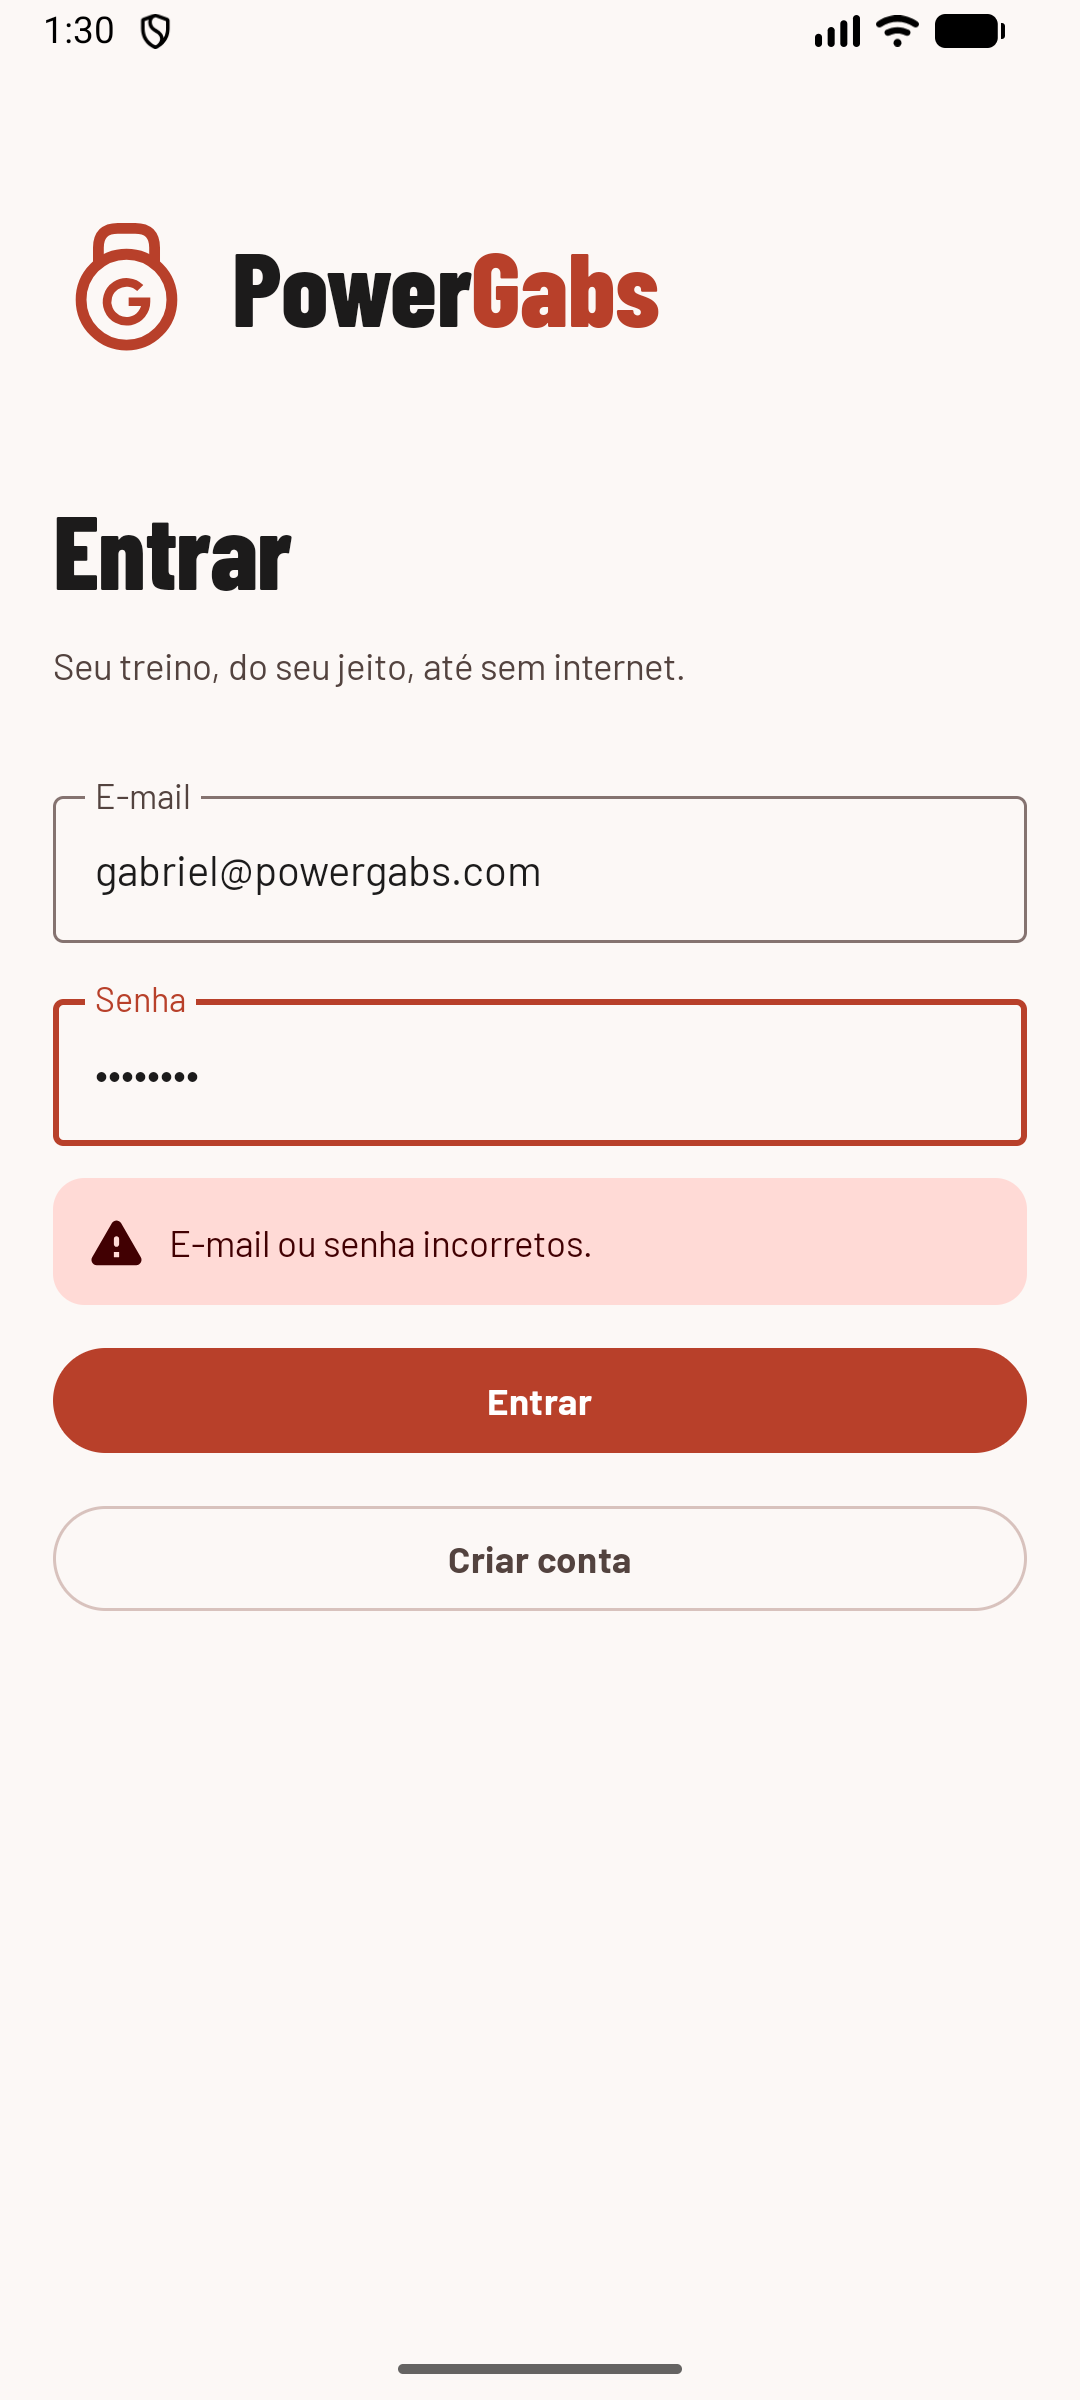 1:30
G
PowerGabs
Entrar
Seu treino, do seu jeito, até sem internet.
E-mail
gabriel@powergabs.com
Senha
••••••••
E-mail ou senha incorretos.
Entrar
Criar conta